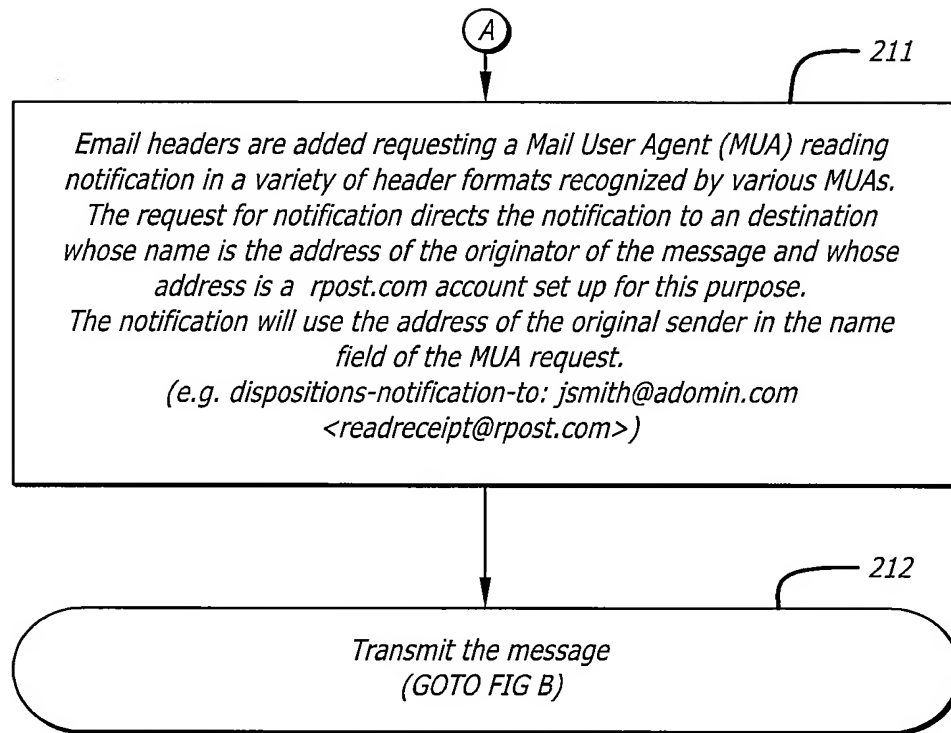 A
211
Email headers are added requesting a Mail User Agent (MUA) reading
notification in a variety of header formats recognized by various MUAs.
The request for notification directs the notification to an destination
whose name is the address of the originator of the message and whose
address is a rpost.com account set up for this purpose.
The notification will use the address of the original sender in the name
field of the MUA request.
(e.g. dispositions-notification-to: jsmith@adomin.com
<readreceipt@rpost.com>)
212
Transmit the message
(GOTO FIG B)